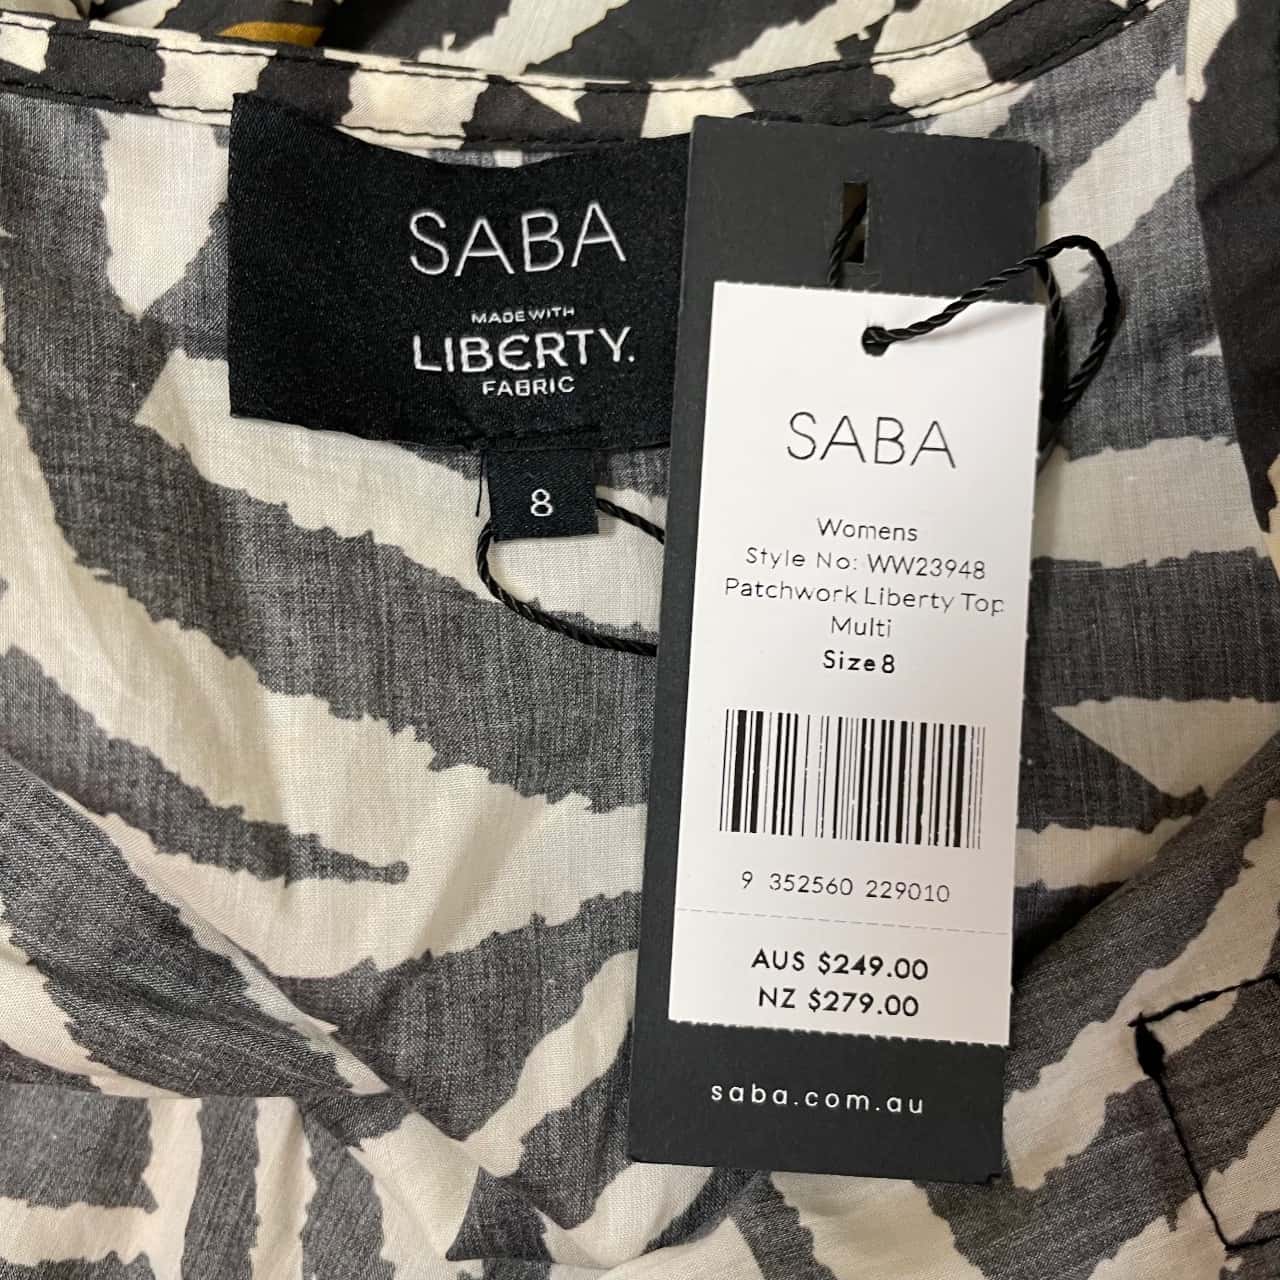 SABA
MADE WITH
LIBERTY.
FABRIC
8
SABA
Womens
Style No: WW23948
Patchwork Liberty Top
Multi
Size 8
9 352560 229010
AUS $249.00
NZ $279.00
saba.com.au